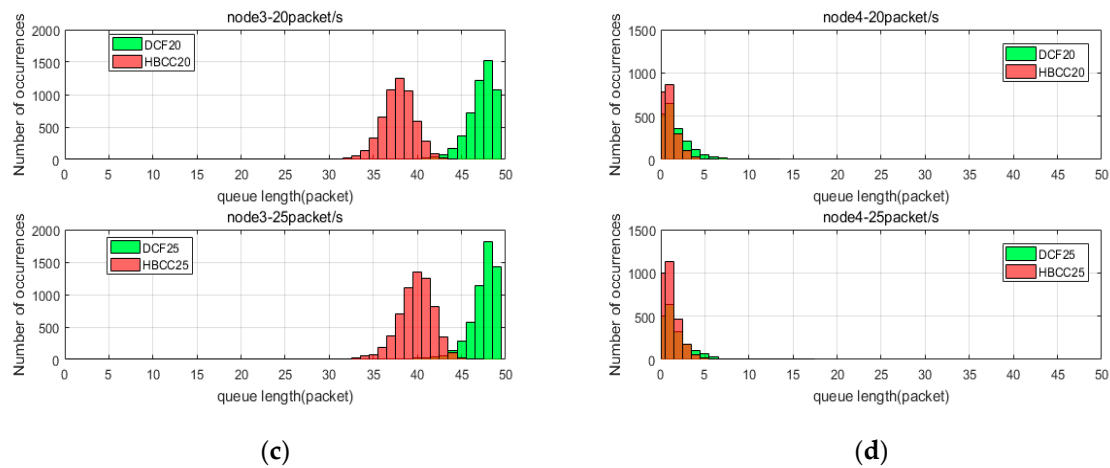 node3-20packet/s
Number of occurrences
2000
1500
1000
500
0
DCF20
HBCC20
0 5 10 15 20 25 30 35 40 45 50
queue length(packet)
node3-25packet/s
Number of occurrences
2000
1500
1000
500
0
DCF25
HBCC25
0 5 10 15 20 25 30 35 40 45 50
queue length(packet)
(c)
node4-20packet/s
Number of occurrences
1500
1000
500
0
DCF20
HBCC20
0 5 10 15 20 25 30 35 40 45 50
queue length(packet)
node4-25packet/s
Number of occurrences
1500
1000
500
0
DCF25
HBCC25
0 5 10 15 20 25 30 35 40 45 50
queue length(packet)
(d)